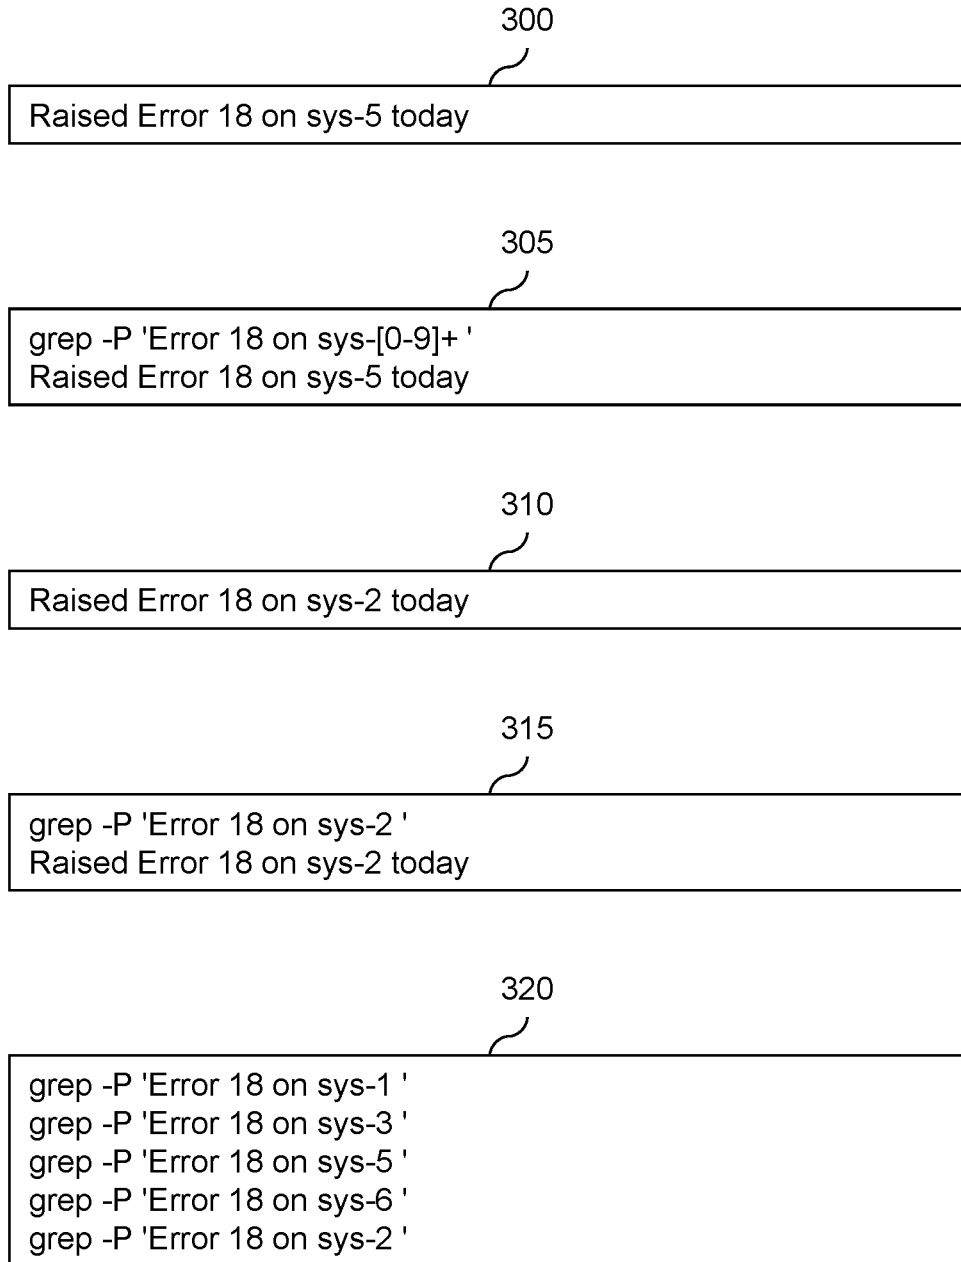 300
Raised Error 18 on sys-5 today
305
grep -P 'Error 18 on sys-[0-9]+ '
Raised Error 18 on sys-5 today
310
Raised Error 18 on sys-2 today
315
grep -P 'Error 18 on sys-2 '
Raised Error 18 on sys-2 today
320
grep -P 'Error 18 on sys-1 '
grep -P 'Error 18 on sys-3 '
grep -P 'Error 18 on sys-5 '
grep -P 'Error 18 on sys-6 '
grep -P 'Error 18 on sys-2 '